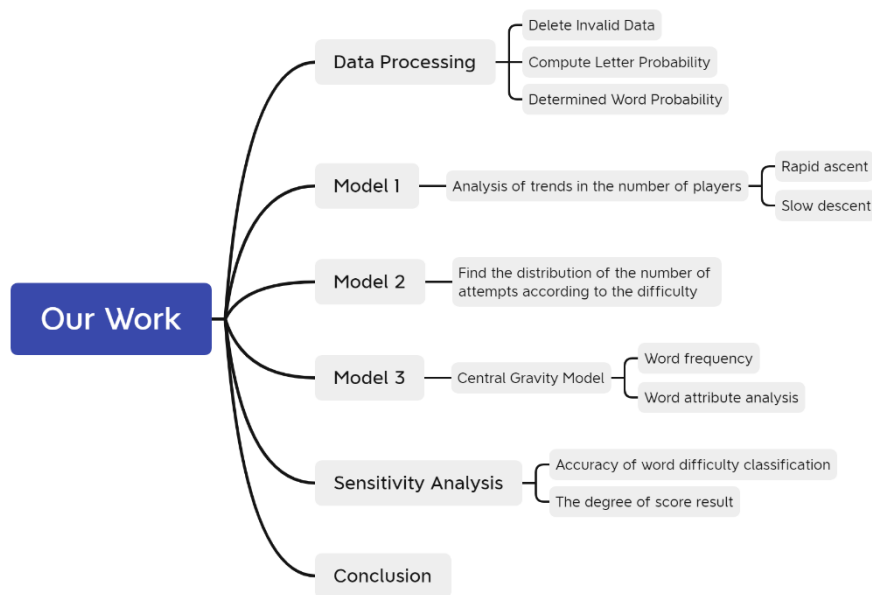 Our Work
Data Processing
Delete Invalid Data
Compute Letter Probability
Determined Word Probability
Model 1
Analysis of trends in the number of players
Rapid ascent
Slow descent
Model 2
Find the distribution of the number of
attempts according to the difficulty
Model 3
Central Gravity Model
Word frequency
Word attribute analysis
Sensitivity Analysis
Accuracy of word difficulty classification
The degree of score result
Conclusion